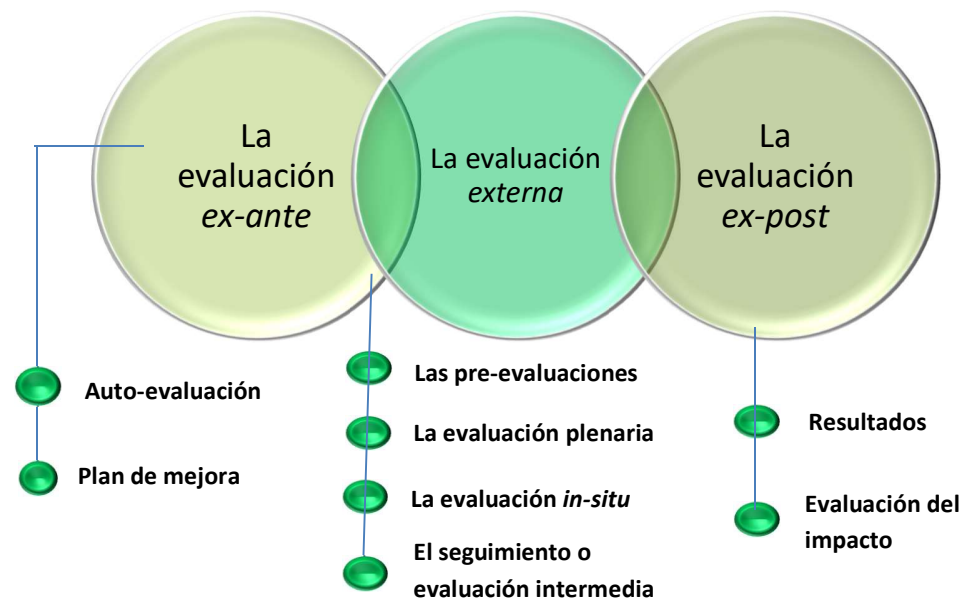 La
evaluación
ex-ante
La evaluación
externa
La
evaluación
ex-post
Auto-evaluación
Plan de mejora
Las pre-evaluaciones
La evaluación plenaria
La evaluación in-situ
El seguimiento o
evaluación intermedia
Resultados
Evaluación del
impacto